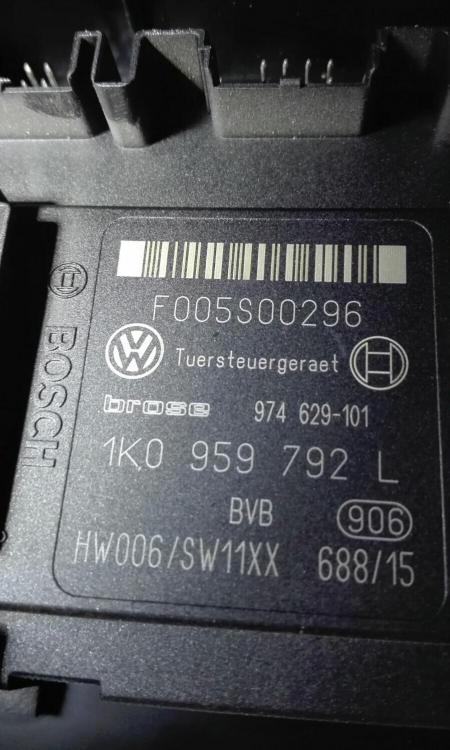 F005S00296
Tuersteuergeraet
brose 974 629-101
1K0 959 792 L
BVB 906
HW006/SW11XX 688/15
BOSCH